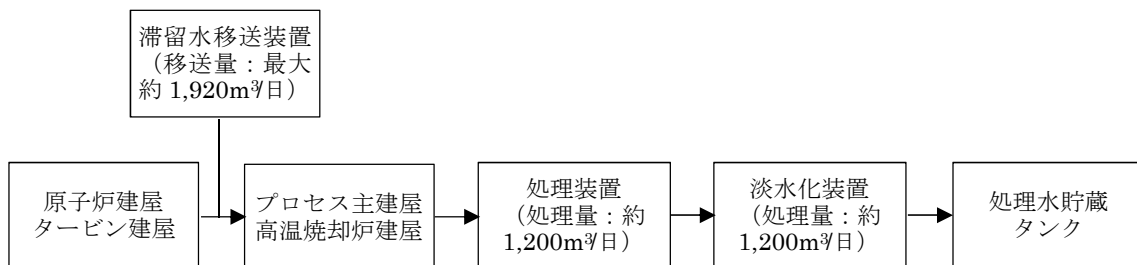 滞留水移送装置
（移送量：最大
約 1,920m³/日）
原子炉建屋
タービン建屋
プロセス主建屋
高温焼却炉建屋
処理装置
（処理量：約
1,200m³/日）
淡水化装置
（処理量：約
1,200m³/日）
処理水貯蔵
タンク